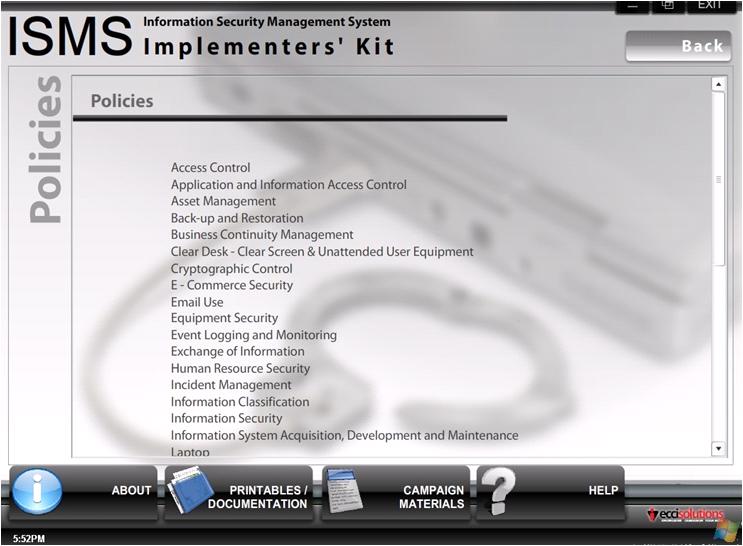 EXIT
ISMS
Information Security Management System
Implementers' Kit
Back
Policies
Policies
Access Control
Application and Information Access Control
Asset Management
Back-up and Restoration
Business Continuity Management
Clear Desk - Clear Screen & Unattended User Equipment
Cryptographic Control
E - Commerce Security
Email Use
Equipment Security
Event Logging and Monitoring
Exchange of Information
Human Resource Security
Incident Management
Information Classification
Information Security
Information System Acquisition, Development and Maintenance
Laptop
ABOUT
PRINTABLES /
DOCUMENTATION
CAMPAIGN
MATERIALS
HELP
eccisolutions
5:52PM